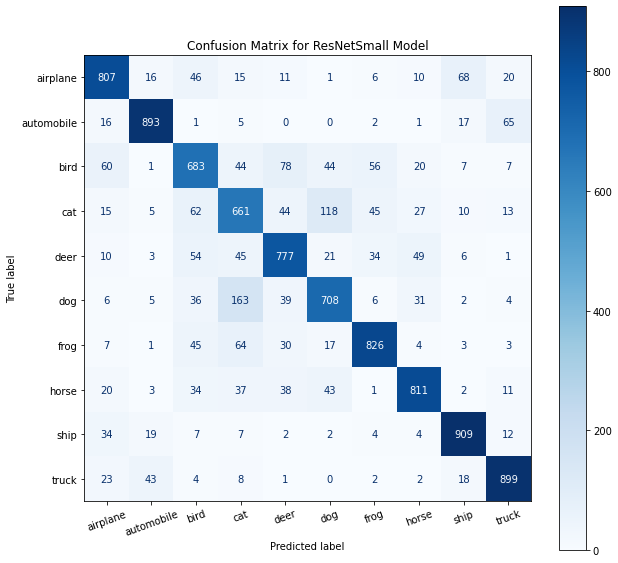 Confusion Matrix for ResNetSmall Model
airplane 807 16 46 15 11 1 6 10 68 20
automobile 16 893 1 5 0 0 2 1 17 65
bird 60 1 683 44 78 44 56 20 7 7
cat 15 5 62 661 44 118 45 27 10 13
deer 10 3 54 45 777 21 34 49 6 1
dog 6 5 36 163 39 708 6 31 2 4
frog 7 1 45 64 30 17 826 4 3 3
horse 20 3 34 37 38 43 1 811 2 11
ship 34 19 7 7 2 2 4 4 909 12
truck 23 43 4 8 1 0 2 2 18 899
airplane automobile bird cat deer dog frog horse ship truck
Predicted label
True label
800
600
400
200
0